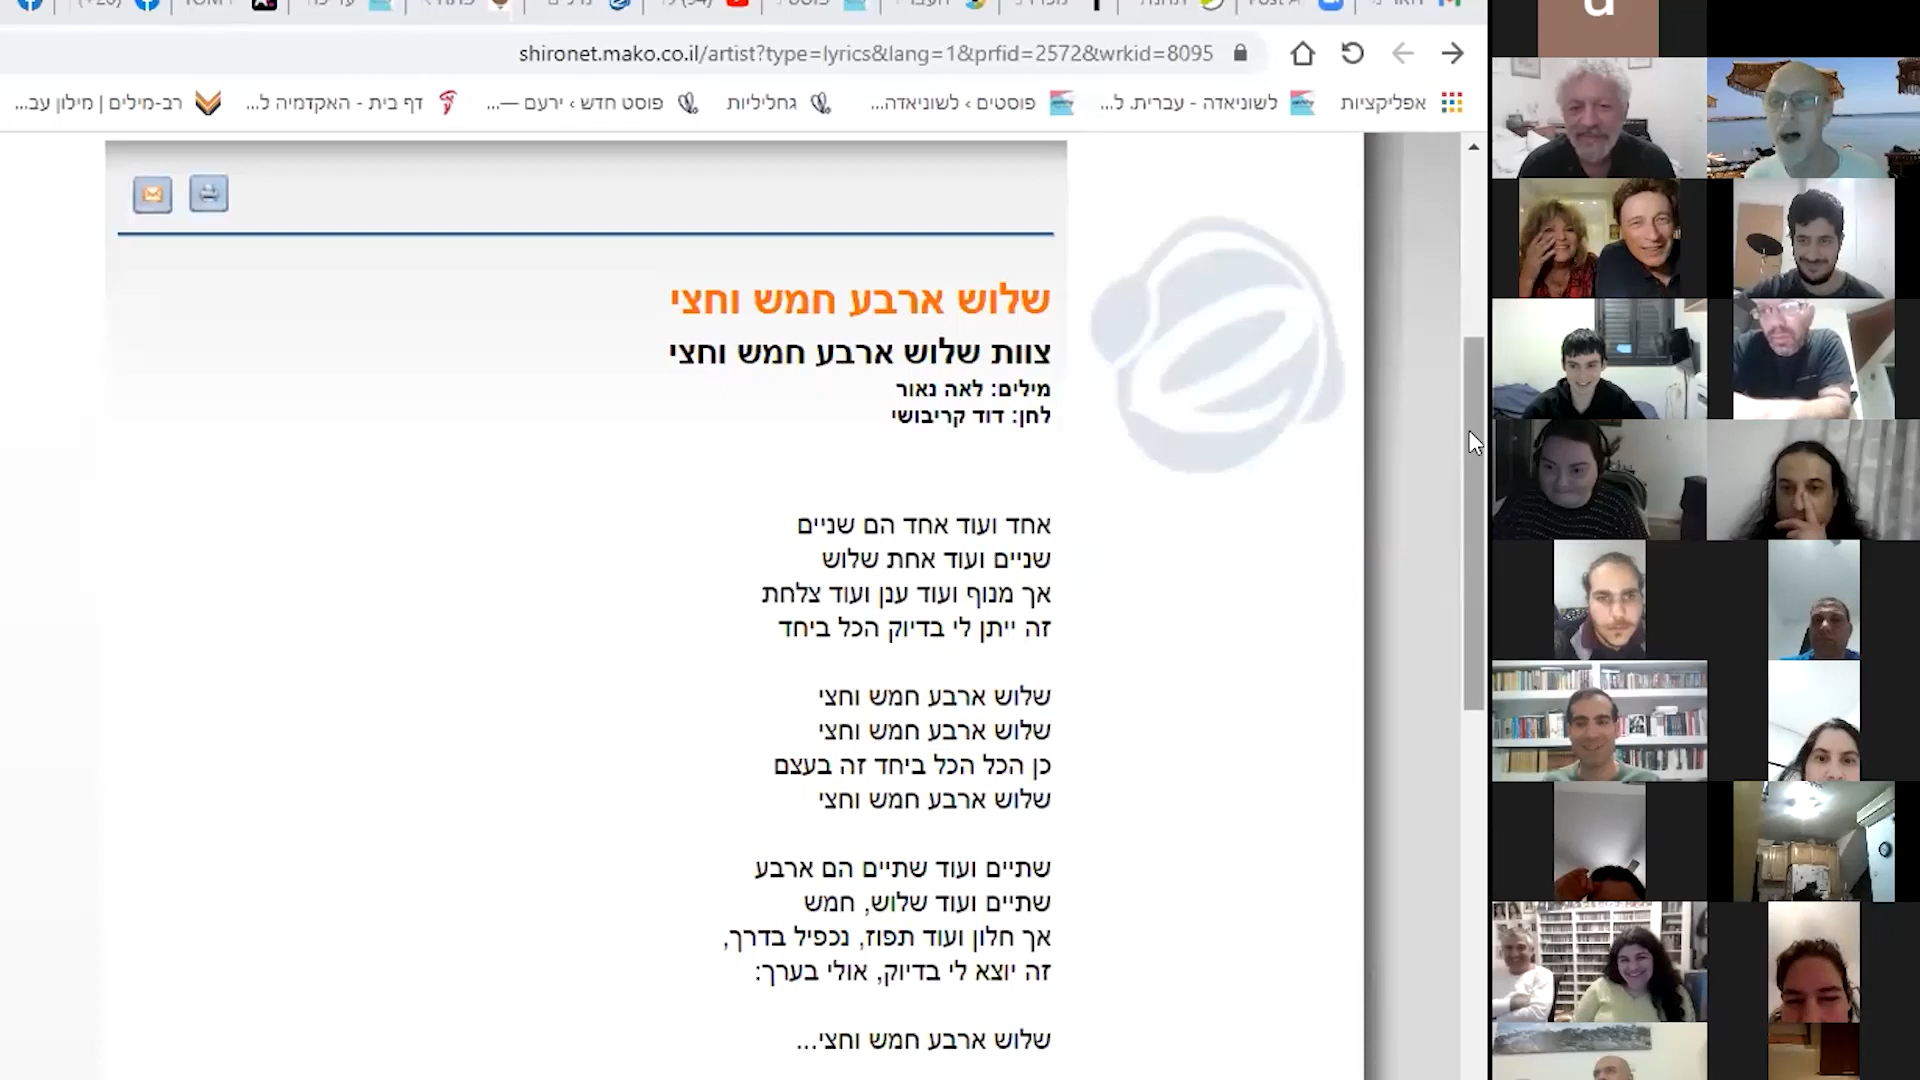 shironet.mako.co.il/artist?type=lyrics&lang=1&prfid=2572&wrkid=8095
אפליקציות
לשוניאדה - עברית. ל...
פוסטים ‹ לשוניאדה...
גחליליות
פוסט חדש ‹ ירעם —...
דף בית - האקדמיה ל...
רב-מילים | מילון עב...
שלוש ארבע חמש וחצי
צוות שלוש ארבע חמש וחצי
מילים: לאה נאור
לחן: דוד קריבושי
אחד ועוד אחד הם שניים
שניים ועוד אחת שלוש
אך מנוף ועוד ענן ועוד צלחת
זה ייתן לי בדיוק הכל ביחד
שלוש ארבע חמש וחצי
שלוש ארבע חמש וחצי
כן הכל הכל ביחד זה בעצם
שלוש ארבע חמש וחצי
שתיים ועוד שתיים הם ארבע
שתיים ועוד שלוש, חמש
אך חלון ועוד תפוז, נכפיל בדרך,
זה יוצא לי בדיוק, אולי בערך:
שלוש ארבע חמש וחצי...